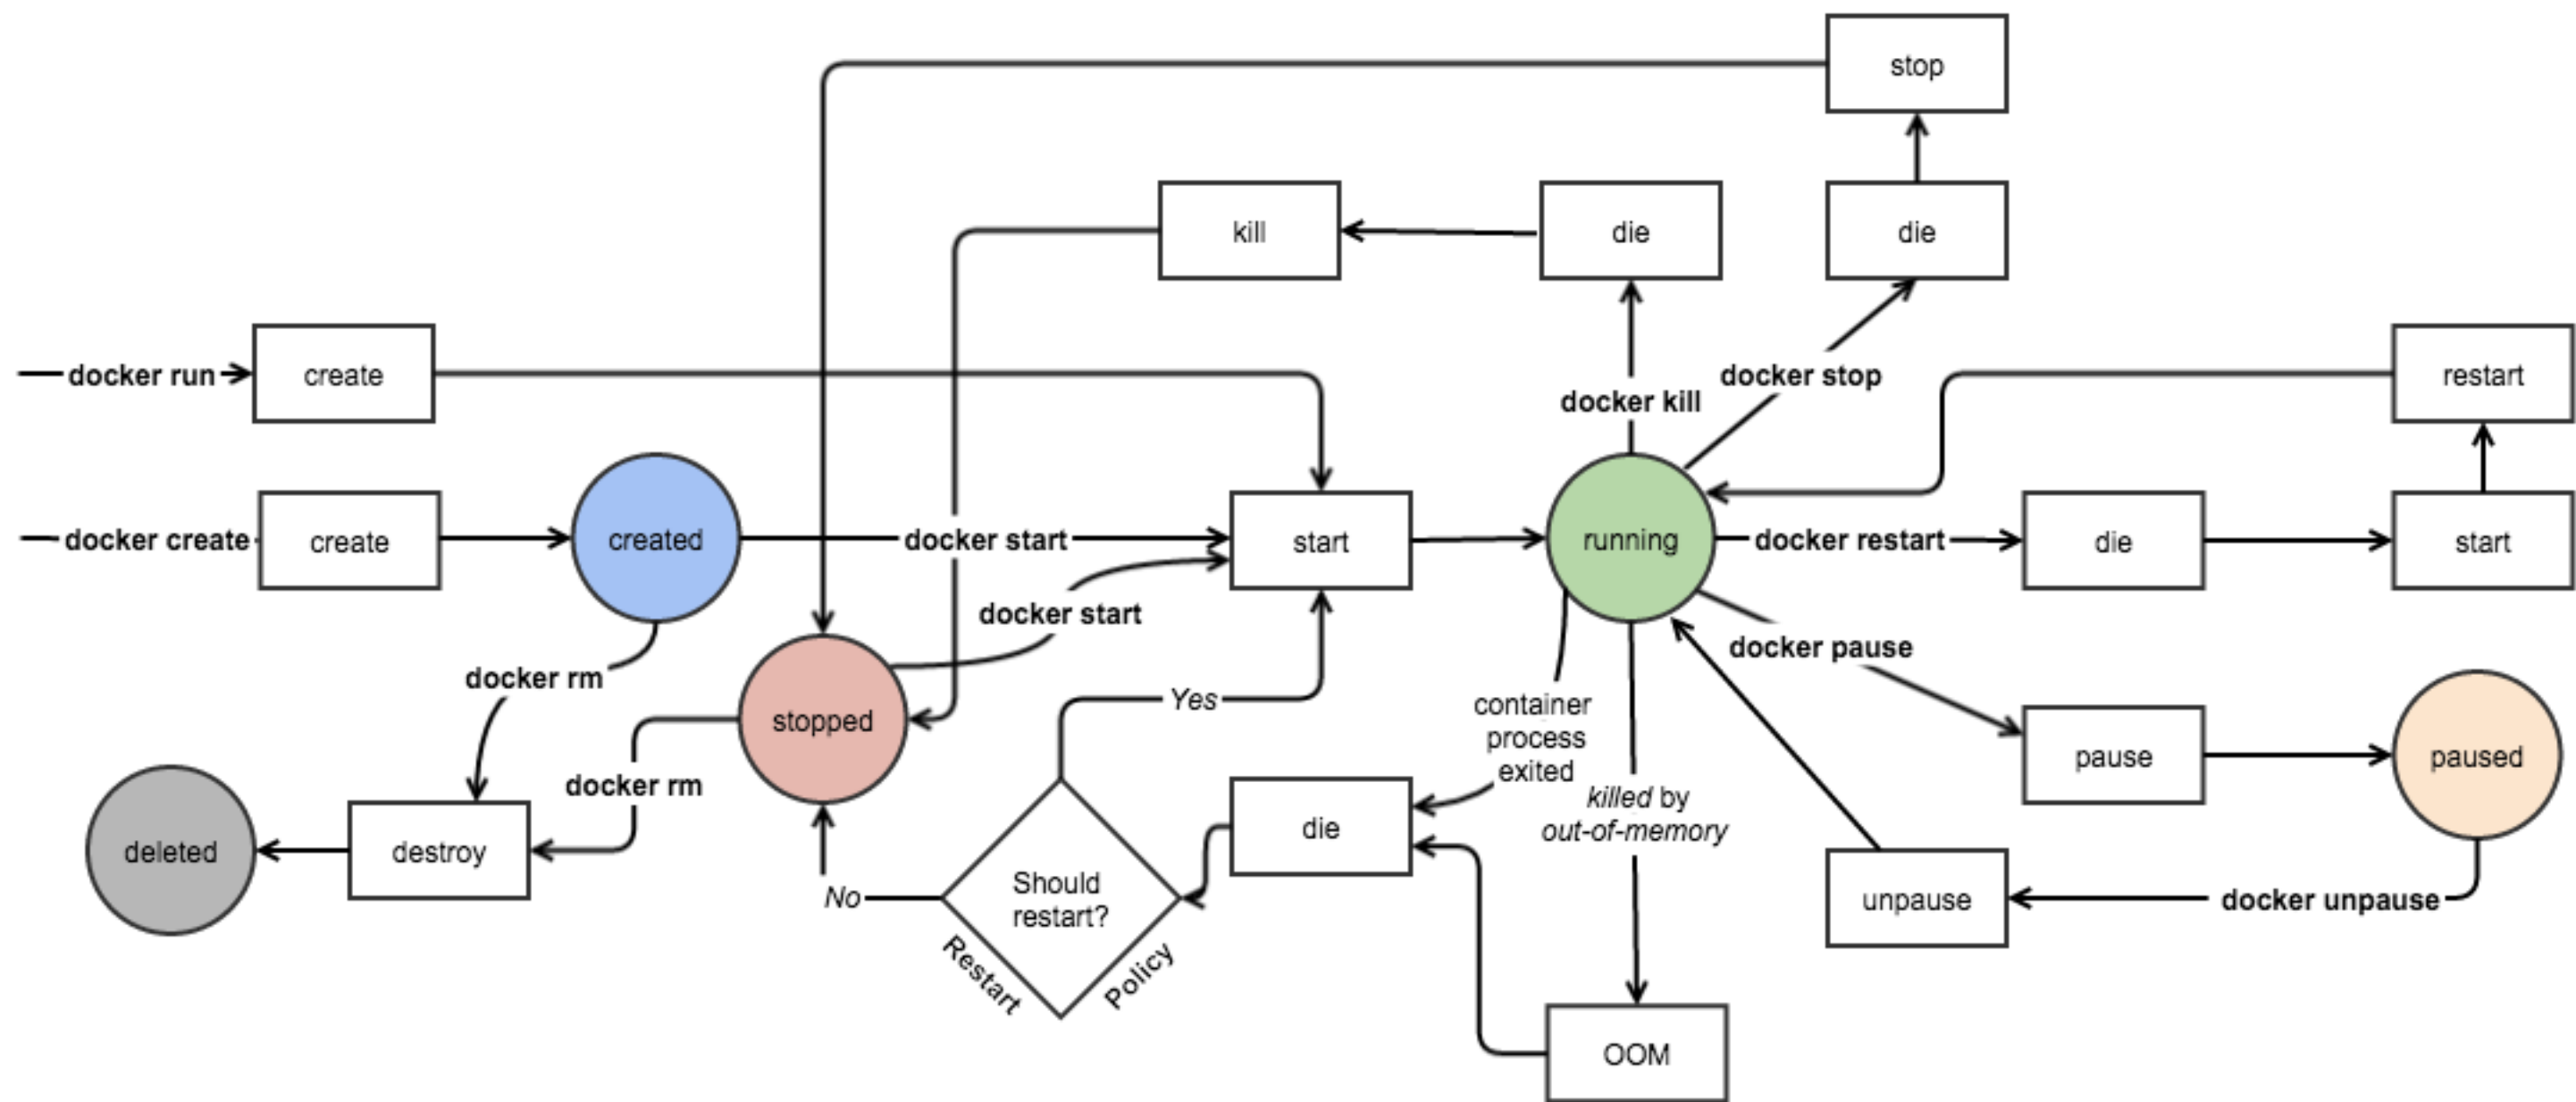 stop
kill
die
die
docker run
create
docker kill
docker stop
restart
docker create
create
created
docker start
start
running
docker restart
die
start
docker start
docker rm
stopped
Yes
container
process
exited
docker pause
pause
paused
docker rm
killed by
out-of-memory
deleted
destroy
die
No
Should
restart?
Restart
Policy
unpause
docker unpause
OOM